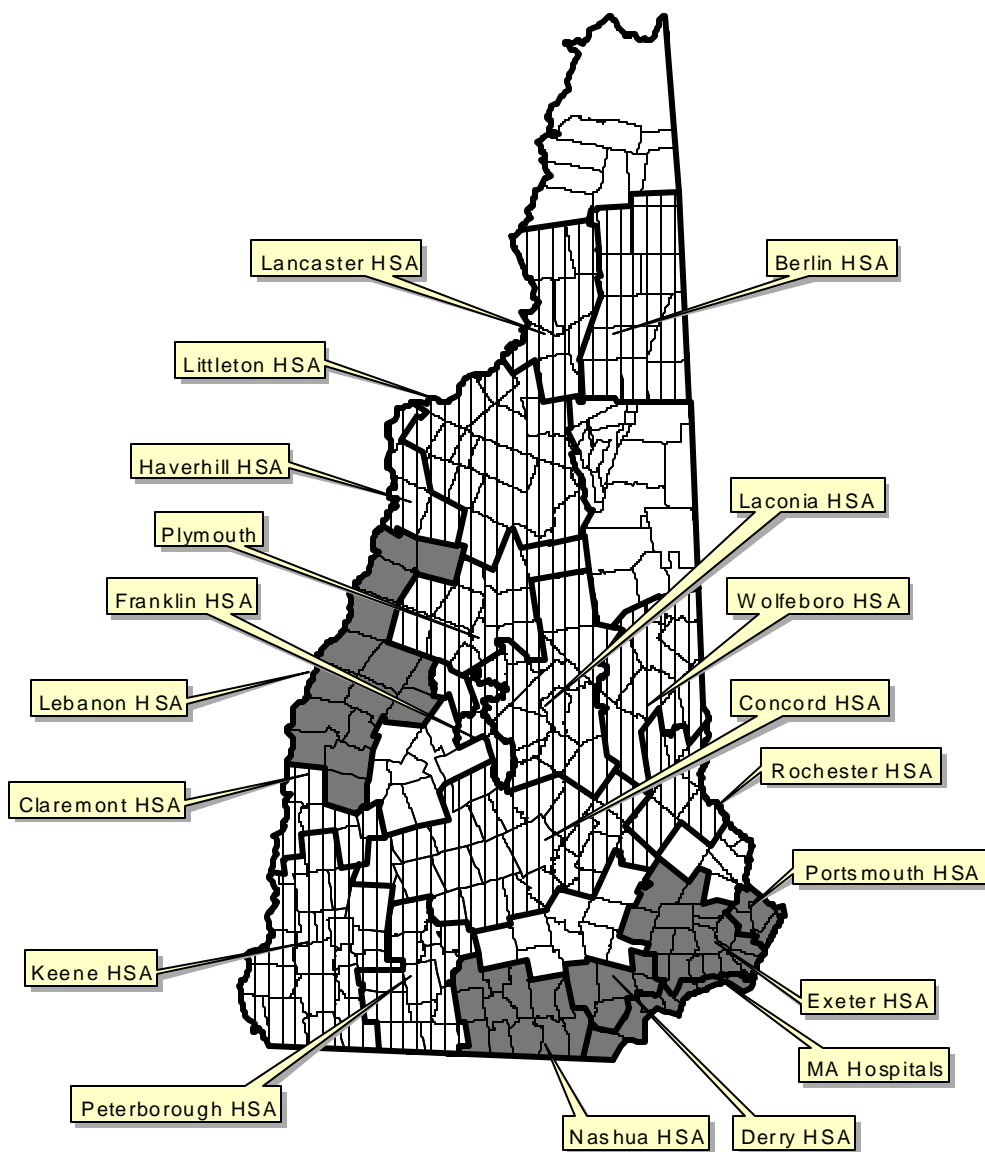 Lancaster HSA
Berlin HSA
Littleton HSA
Haverhill HSA
Laconia HSA
Plymouth
Franklin HSA
Wolfeboro HSA
Lebanon HSA
Concord HSA
Rochester HSA
Claremont HSA
Portsmouth HSA
Keene HSA
Exeter HSA
MA Hospitals
Peterborough HSA
Nashua HSA
Derry HSA